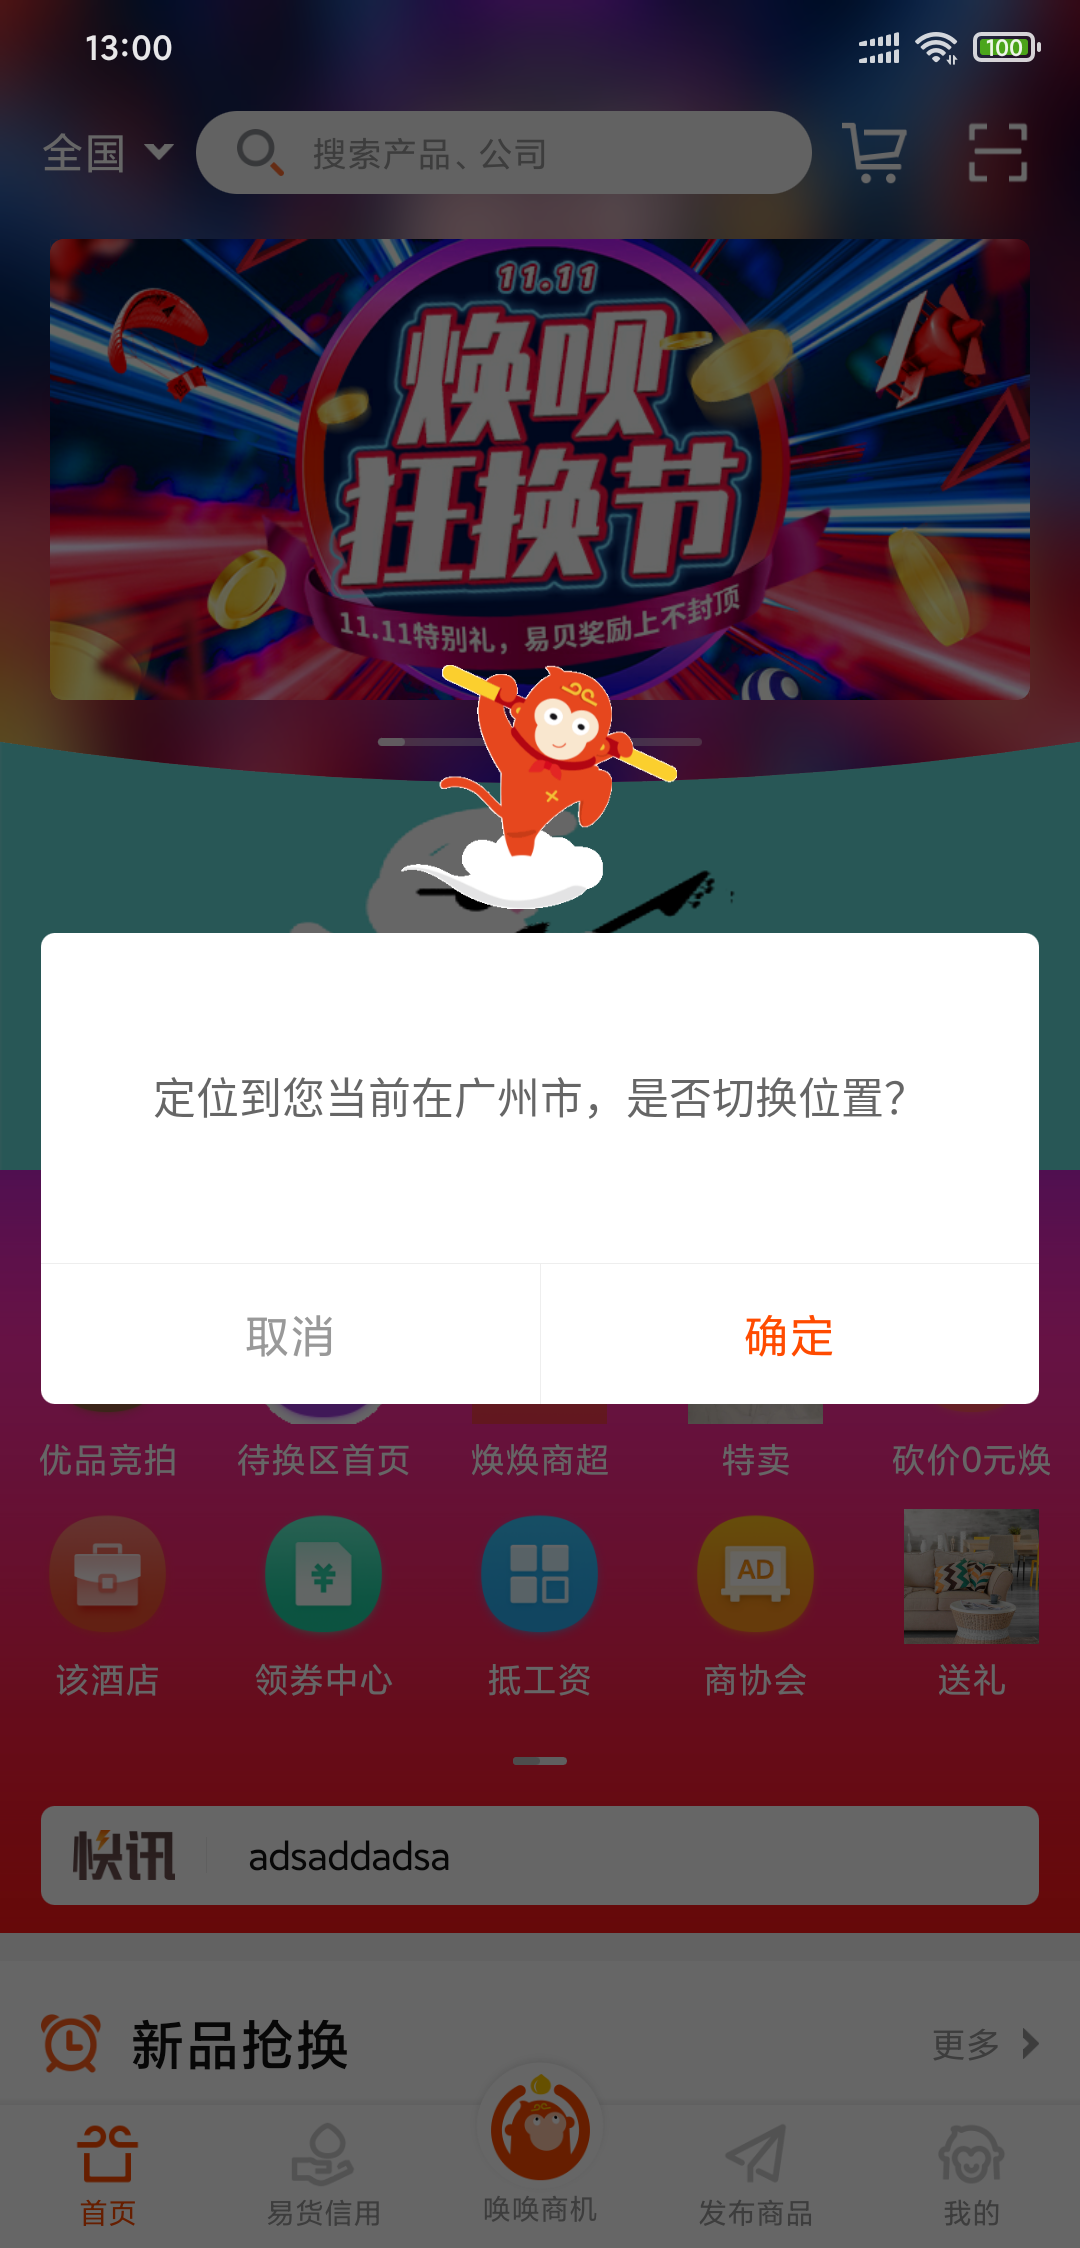 13:00
100
全国
搜索产品、公司
11.11
焕呗
狂换节
11.11特别礼，易贝奖励上不封顶
定位到您当前在广州市，是否切换位置？
取消
确定
优品竞拍
待换区首页
焕焕商超
特卖
砍价0元焕
AD
该酒店
领券中心
抵工资
商协会
送礼
快讯
adsaddadsa
新品抢换
更多
首页
易货信用
唤唤商机
发布商品
我的